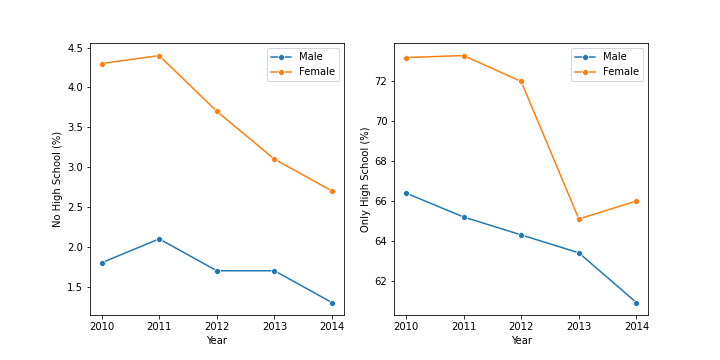 No High School (%)
4.5
4.0
3.5
3.0
2.5
2.0
1.5
Male
Female
2010 2011 2012 2013 2014
Year
Only High School (%)
72
70
68
66
64
62
Male
Female
2010 2011 2012 2013 2014
Year